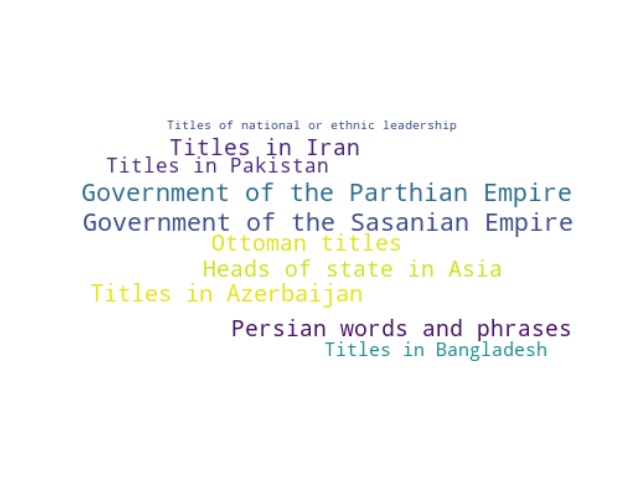 Titles of national or ethnic leadership
Titles in Iran
Titles in Pakistan
Government of the Parthian Empire
Government of the Sasanian Empire
Ottoman titles
Heads of state in Asia
Titles in Azerbaijan
Persian words and phrases
Titles in Bangladesh